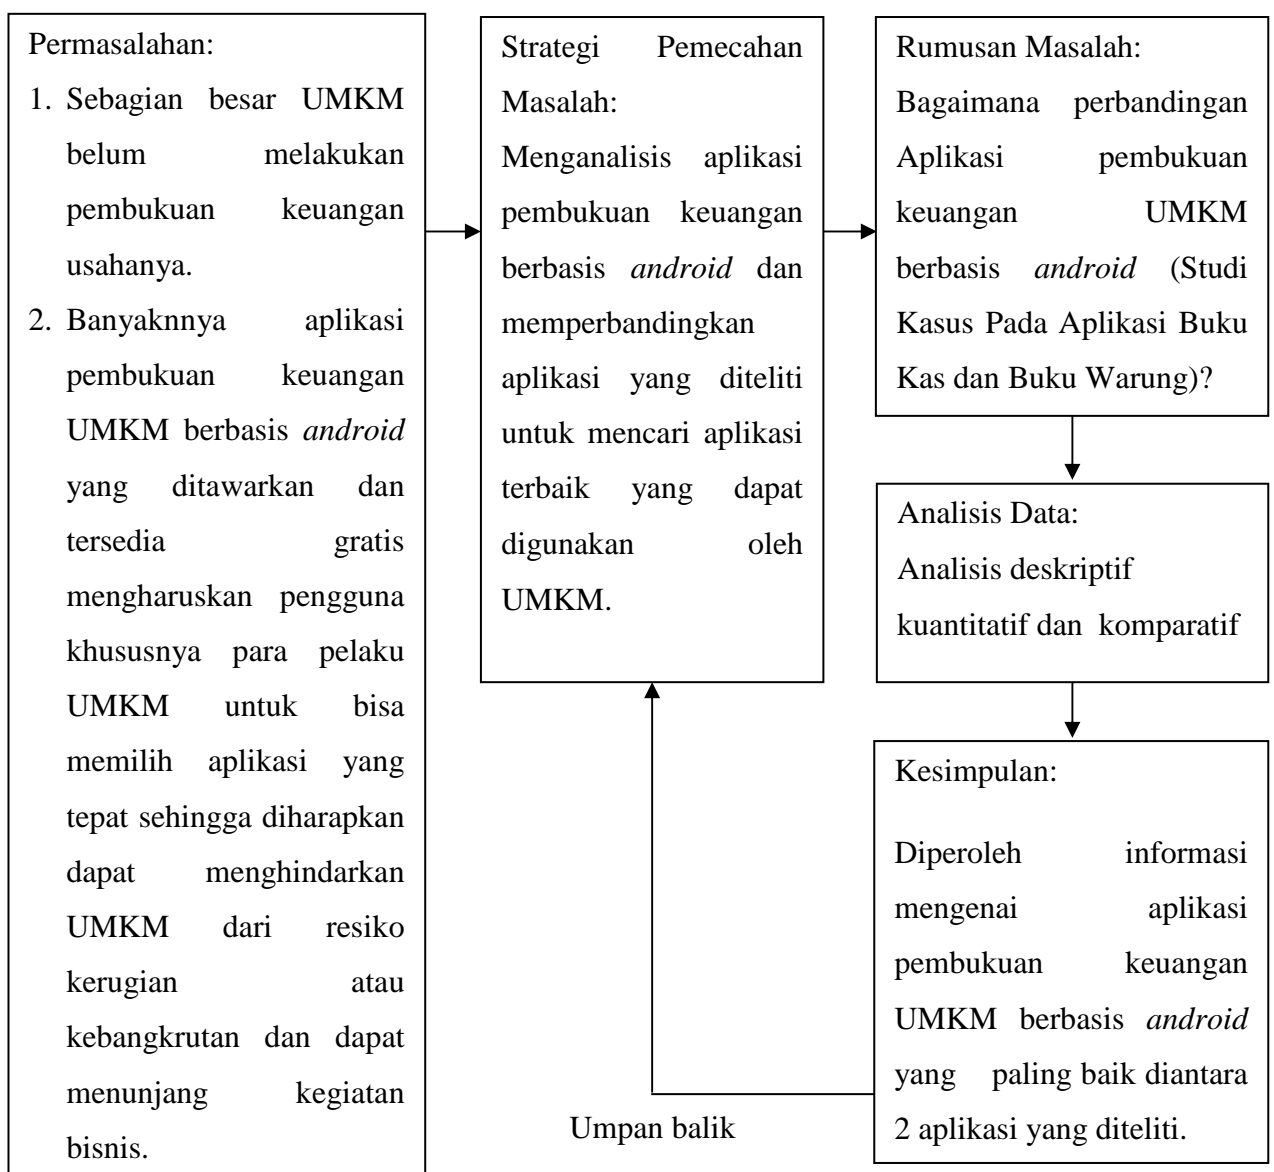 Permasalahan:
1. Sebagian besar UMKM
belum melakukan
pembukuan keuangan
usahanya.
2. Banyaknnya aplikasi
pembukuan keuangan
UMKM berbasis android
yang ditawarkan dan
tersedia gratis
mengharuskan pengguna
khususnya para pelaku
UMKM untuk bisa
memilih aplikasi yang
tepat sehingga diharapkan
dapat menghindarkan
UMKM dari resiko
kerugian atau
kebangkrutan dan dapat
menunjang kegiatan
bisnis.
Strategi Pemecahan
Masalah:
Menganalisis aplikasi
pembukuan keuangan
berbasis android dan
memperbandingkan
aplikasi yang diteliti
untuk mencari aplikasi
terbaik yang dapat
digunakan oleh
UMKM.
Rumusan Masalah:
Bagaimana perbandingan
Aplikasi pembukuan
keuangan UMKM
berbasis android (Studi
Kasus Pada Aplikasi Buku
Kas dan Buku Warung)?
Analisis Data:
Analisis deskriptif
kuantitatif dan komparatif
Kesimpulan:
Diperoleh informasi
mengenai aplikasi
pembukuan keuangan
UMKM berbasis android
yang paling baik diantara
2 aplikasi yang diteliti.
Umpan balik